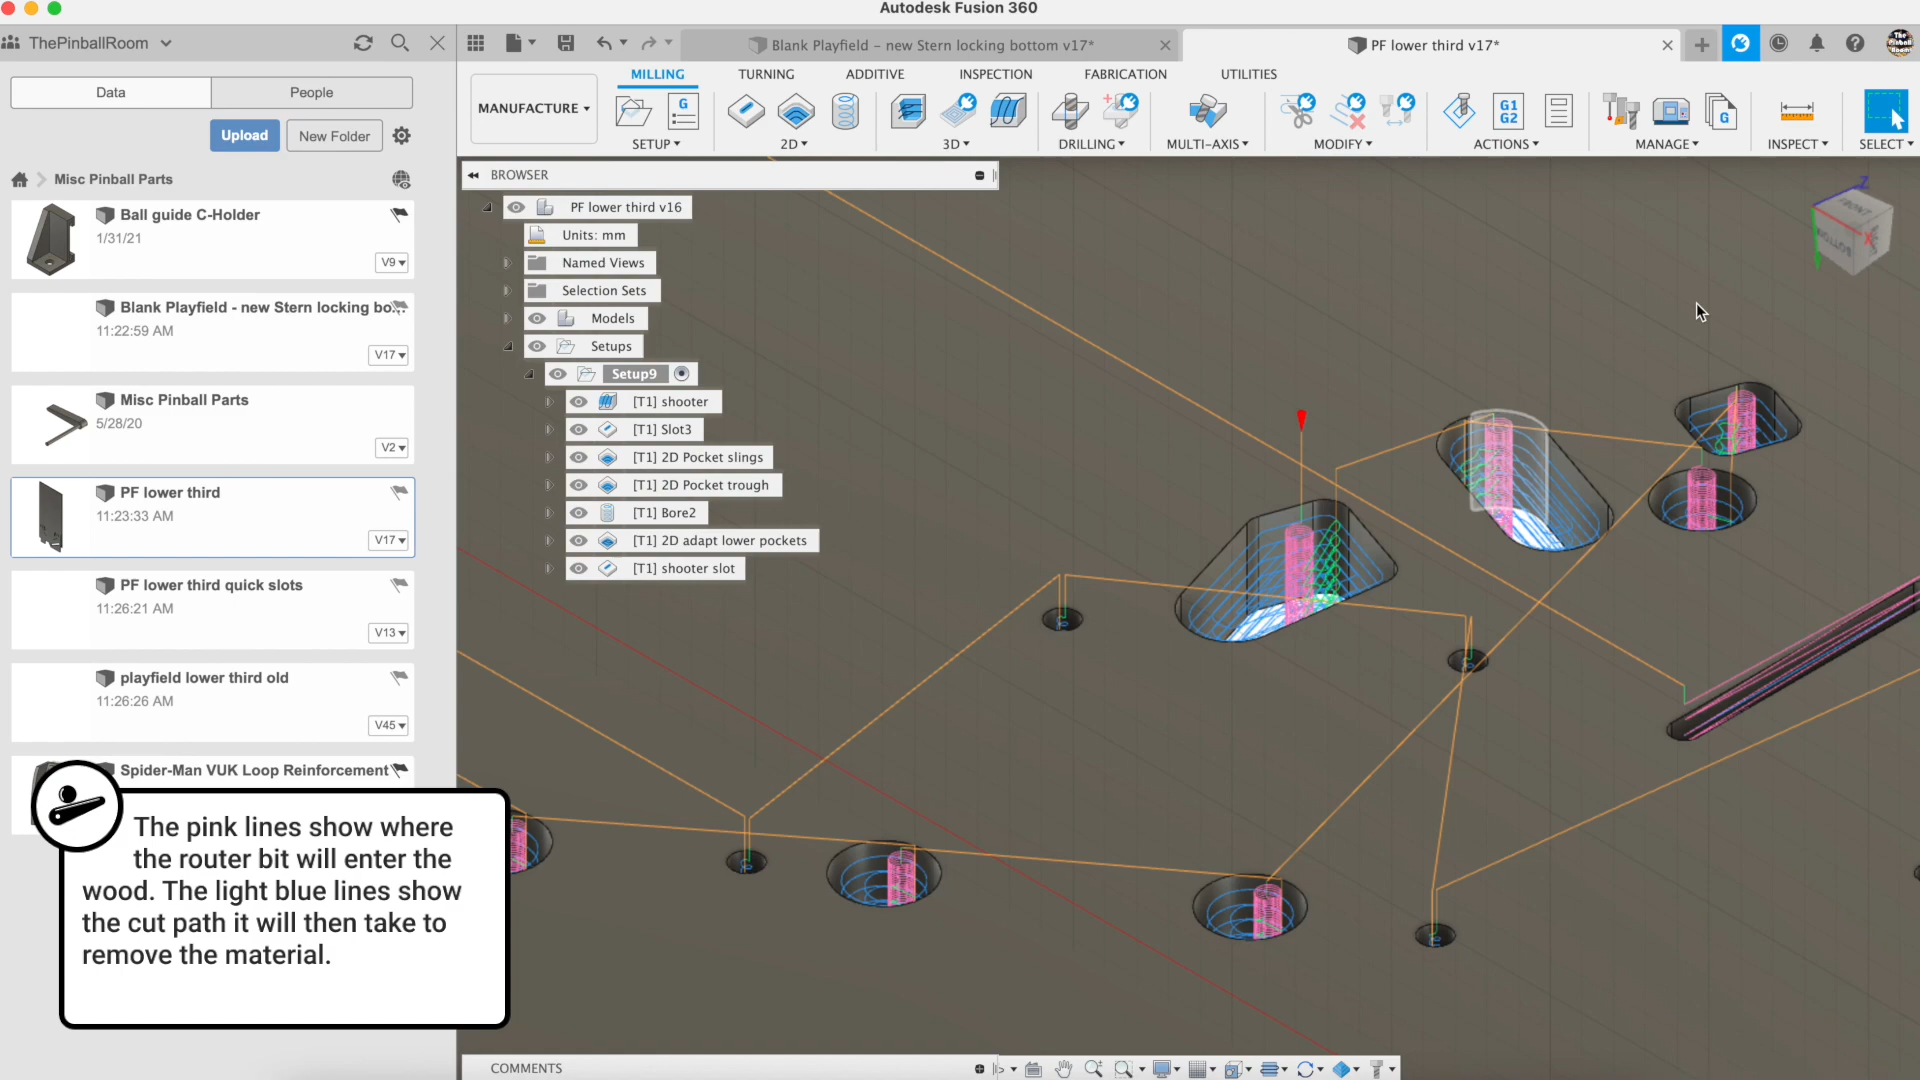 Autodesk Fusion 360
ThePinballRoom
Blank Playfield - new Stern locking bottom v17*
PF lower third v17*
MILLING
TURNING
ADDITIVE
INSPECTION
FABRICATION
UTILITIES
Data
People
MANUFACTURE
Upload
New Folder
SETUP
2D
3D
DRILLING
MULTI-AXIS
MODIFY
G1
G2
ACTIONS
MANAGE
INSPECT
SELECT
Misc Pinball Parts
BROWSER
Ball guide C-Holder
1/31/21
V9
Blank Playfield - new Stern locking bo...
11:22:59 AM
V17
Misc Pinball Parts
5/28/20
V2
PF lower third
11:23:33 AM
V17
PF lower third quick slots
11:26:21 AM
V13
playfield lower third old
11:26:26 AM
V45
Spider-Man VUK Loop Reinforcement
PF lower third v16
Units: mm
Named Views
Selection Sets
Models
Setups
Setup9
[T1] shooter
[T1] Slot3
[T1] 2D Pocket slings
[T1] 2D Pocket trough
[T1] Bore2
[T1] 2D adapt lower pockets
[T1] shooter slot
Z
FRONT
BOTTOM
X
The pink lines show where
the router bit will enter the
wood. The light blue lines show
the cut path it will then take to
remove the material.
COMMENTS